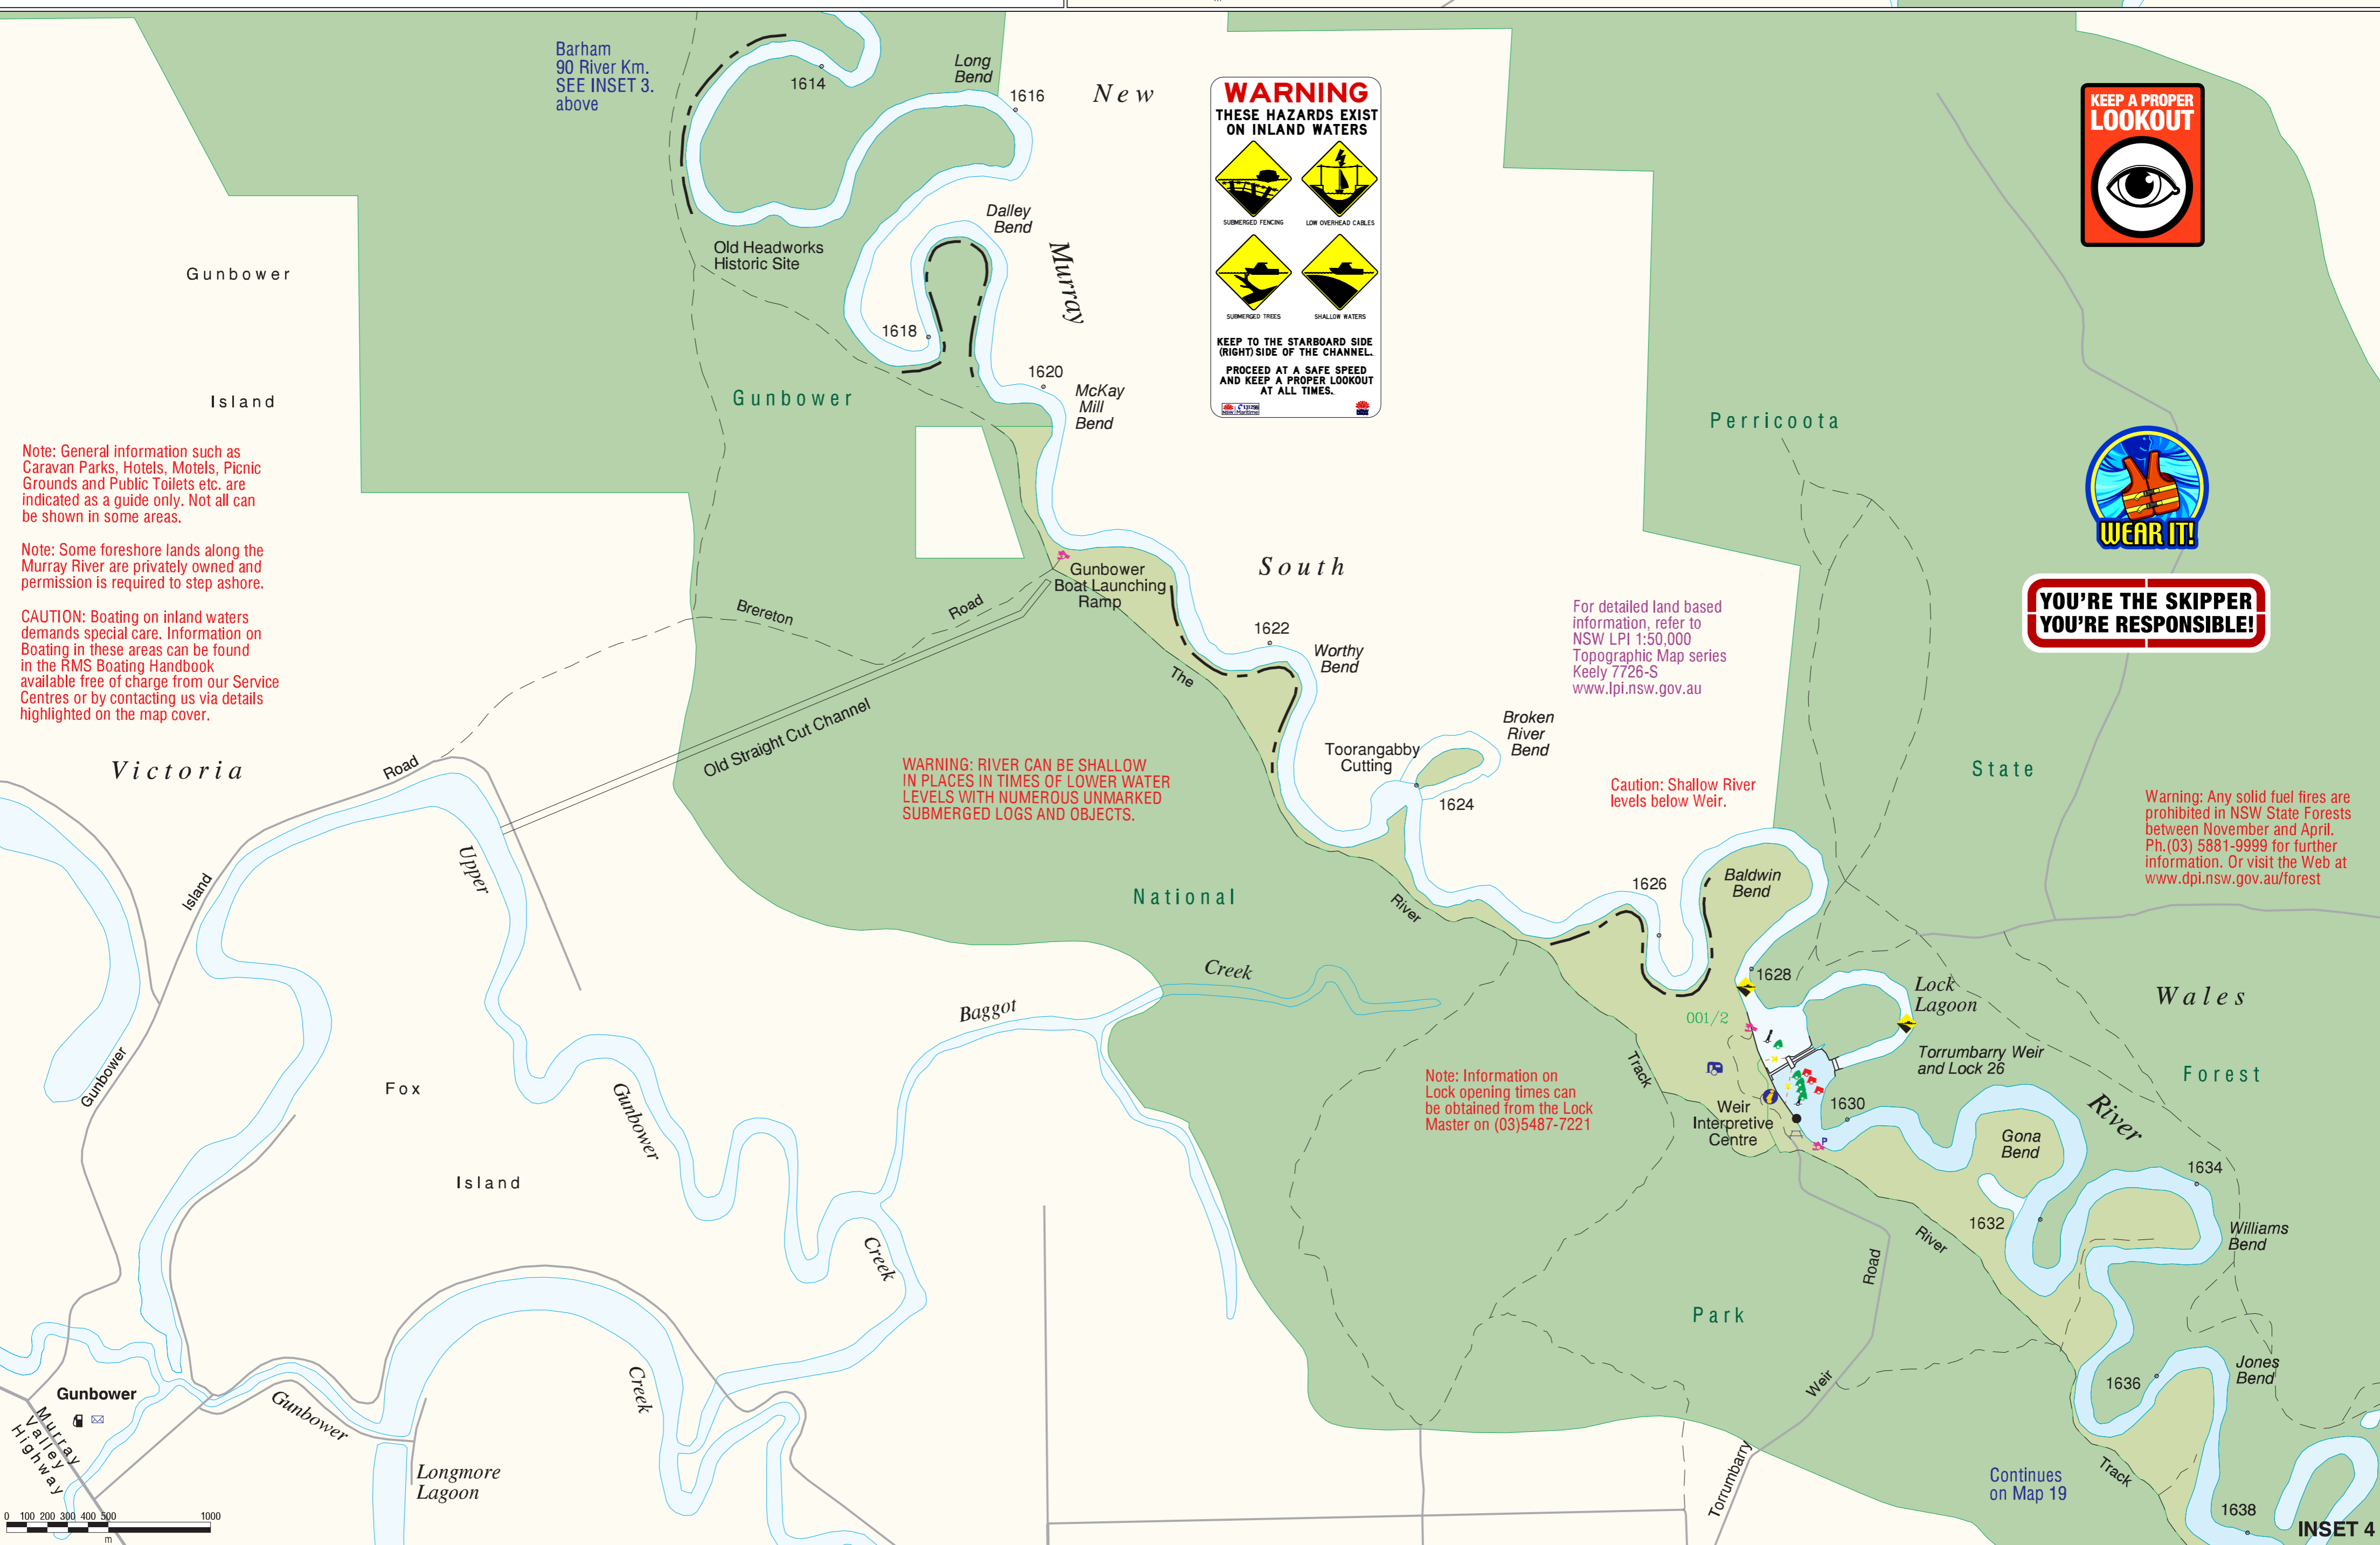 Barham
90 River Km.
SEE INSET 3.
above
1614
Long
Bend
1616
New
WARNING
THESE HAZARDS EXIST
ON INLAND WATERS
SUBMERGED FENCING
LOW OVERHEAD CABLES
SUBMERGED TREES
SHALLOW WATERS
KEEP TO THE STARBOARD SIDE
(RIGHT) SIDE OF THE CHANNEL.
PROCEED AT A SAFE SPEED
AND KEEP A PROPER LOOKOUT
AT ALL TIMES.
KEEP A PROPER
LOOKOUT
Dalley
Bend
Murray
Old Headworks
Historic Site
Gunbower
1618
1620
McKay
Mill
Bend
Island
Gunbower
Perricoota
Note: General information such as
Caravan Parks, Hotels, Motels, Picnic
Grounds and Public Toilets etc. are
indicated as a guide only. Not all can
be shown in some areas.
Note: Some foreshore lands along the
Murray River are privately owned and
permission is required to step ashore.
CAUTION: Boating on inland waters
demands special care. Information on
Boating in these areas can be found
in the RMS Boating Handbook
available free of charge from our Service
Centres or by contacting us via details
highlighted on the map cover.
WEAR IT!
YOU'RE THE SKIPPER
YOU'RE RESPONSIBLE!
South
Gunbower
Boat Launching
Ramp
Brereton
Road
1622
Worthy
Bend
The
For detailed land based
information, refer to
NSW LPI 1:50,000
Topographic Map series
Keely 7726-S
www.lpi.nsw.gov.au
Victoria
Road
Old Straight Cut Channel
WARNING: RIVER CAN BE SHALLOW
IN PLACES IN TIMES OF LOWER WATER
LEVELS WITH NUMEROUS UNMARKED
SUBMERGED LOGS AND OBJECTS.
Toorangabby
Cutting
Broken
River
Bend
1624
Caution: Shallow River
levels below Weir.
State
Warning: Any solid fuel fires are
prohibited in NSW State Forests
between November and April.
Ph.(03) 5881-9999 for further
information. Or visit the Web at
www.dpi.nsw.gov.au/forest
Upper
Island
National
River
1626
Baldwin
Bend
Creek
Baggot
1628
Lock
Lagoon
Wales
001/2
Torrumbarry Weir
and Lock 26
Forest
Gunbower
Fox
Gunbower
Track
Note: Information on
Lock opening times can
be obtained from the Lock
Master on (03)5487-7221
Weir
Interpretive
Centre
1630
P
River
Gona
Bend
1634
Island
1632
Williams
Bend
River
Creek
Road
Park
Jones
Bend
1636
Weir
Creek
Gunbower
Gunbower
Murray
Valley
Highway
Longmore
Lagoon
Torrumbarry
Continues
on Map 19
Track
1638
0 100 200 300 400 500 1000
m
INSET 4